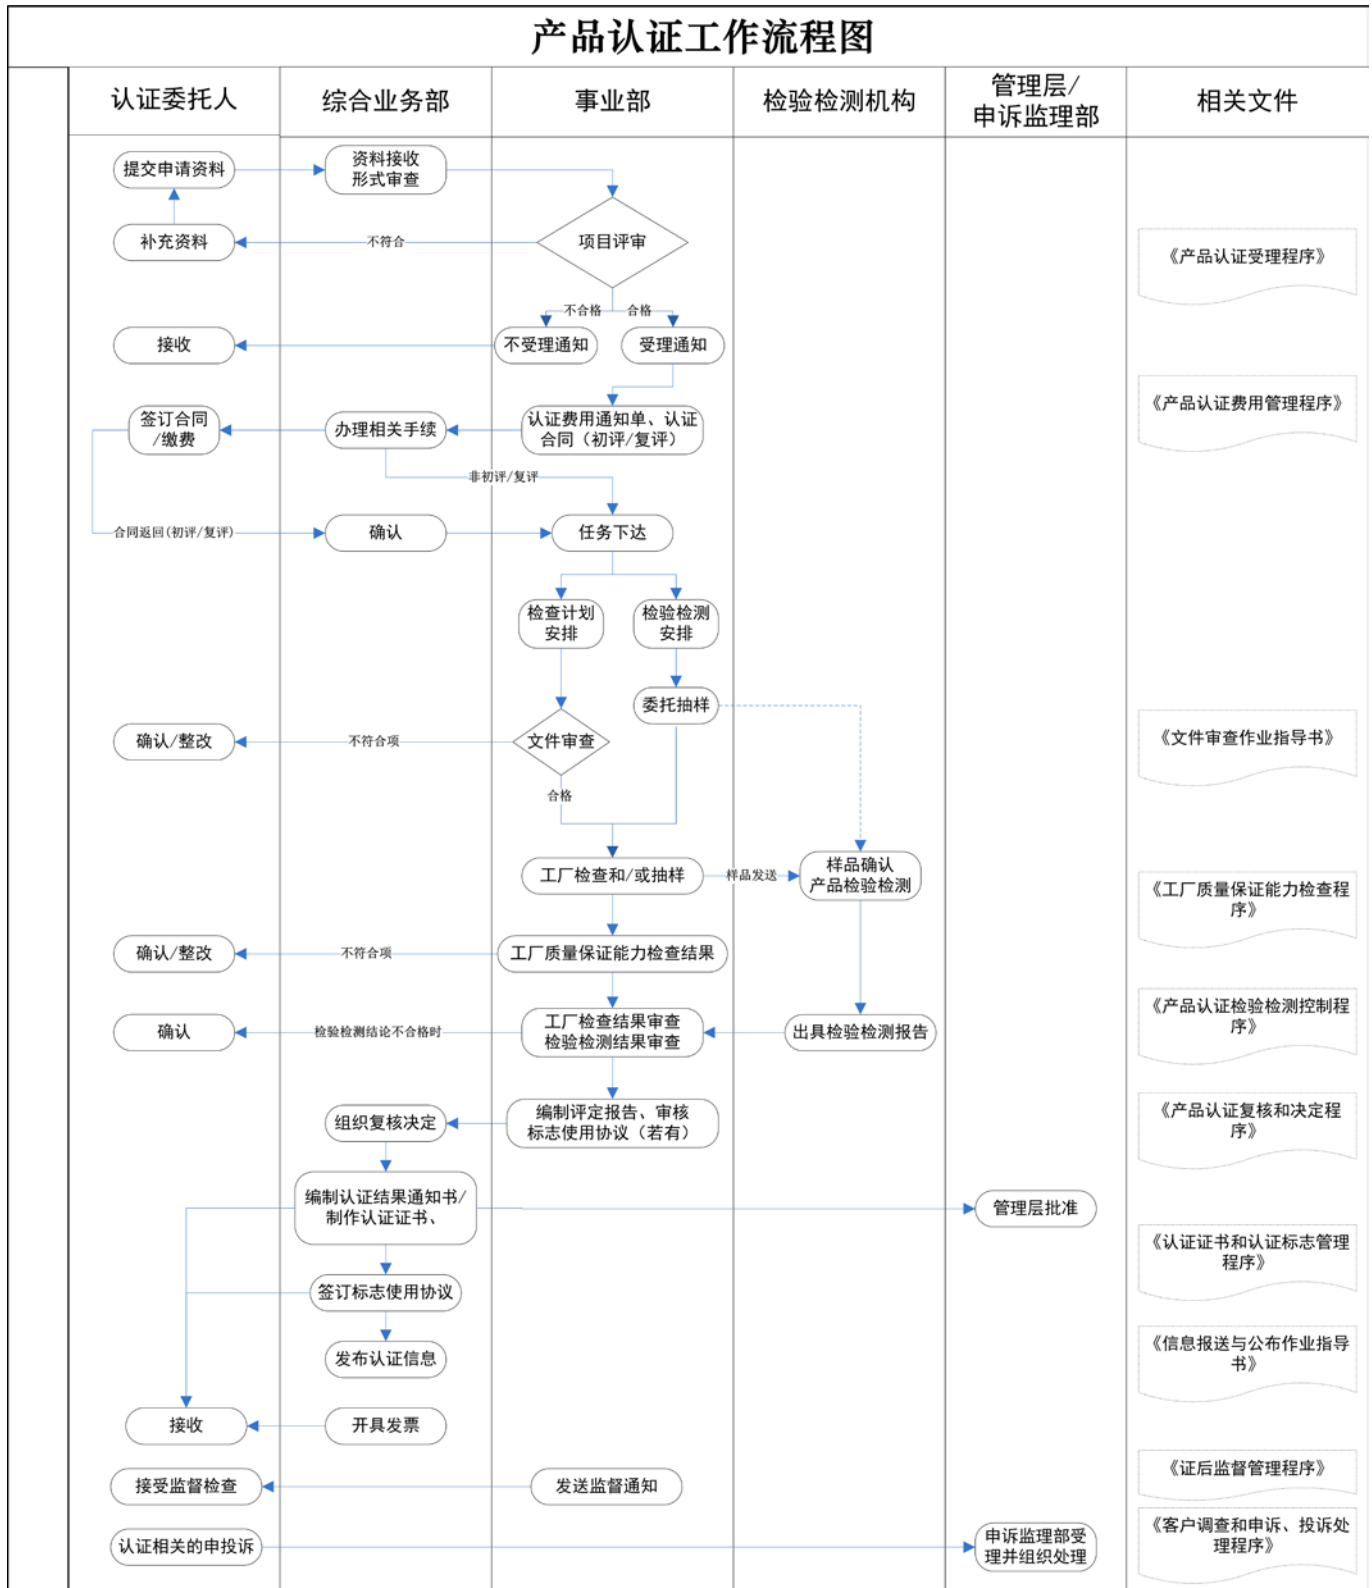 产品认证工作流程图
认证委托人
综合业务部
事业部
检验检测机构
管理层/
申诉监理部
相关文件
提交申请资料
资料接收
形式审查
补充资料
不符合
项目评审
《产品认证受理程序》
不合格
合格
接收
不受理通知
受理通知
签订合同
/缴费
办理相关手续
认证费用通知单、认证
合同（初评/复评）
《产品认证费用管理程序》
非初评/复评
合同返回(初评/复评)
确认
任务下达
检查计划
安排
检验检测
安排
委托抽样
确认/整改
不符合项
文件审查
《文件审查作业指导书》
合格
工厂检查和/或抽样
样品发送
样品确认
产品检验检测
《工厂质量保证能力检查程
序》
确认/整改
不符合项
工厂质量保证能力检查结果
确认
检验检测结论不合格时
工厂检查结果审查
检验检测结果审查
出具检验检测报告
《产品认证检验检测控制程
序》
组织复核决定
编制评定报告、审核
标志使用协议（若有）
《产品认证复核和决定程
序》
编制认证结果通知书/
制作认证证书、
管理层批准
《认证证书和认证标志管理
程序》
签订标志使用协议
发布认证信息
《信息报送与公布作业指导
书》
接收
开具发票
接受监督检查
发送监督通知
《证后监督管理程序》
认证相关的申投诉
申诉监理部受
理并组织处理
《客户调查和申诉、投诉处
理程序》